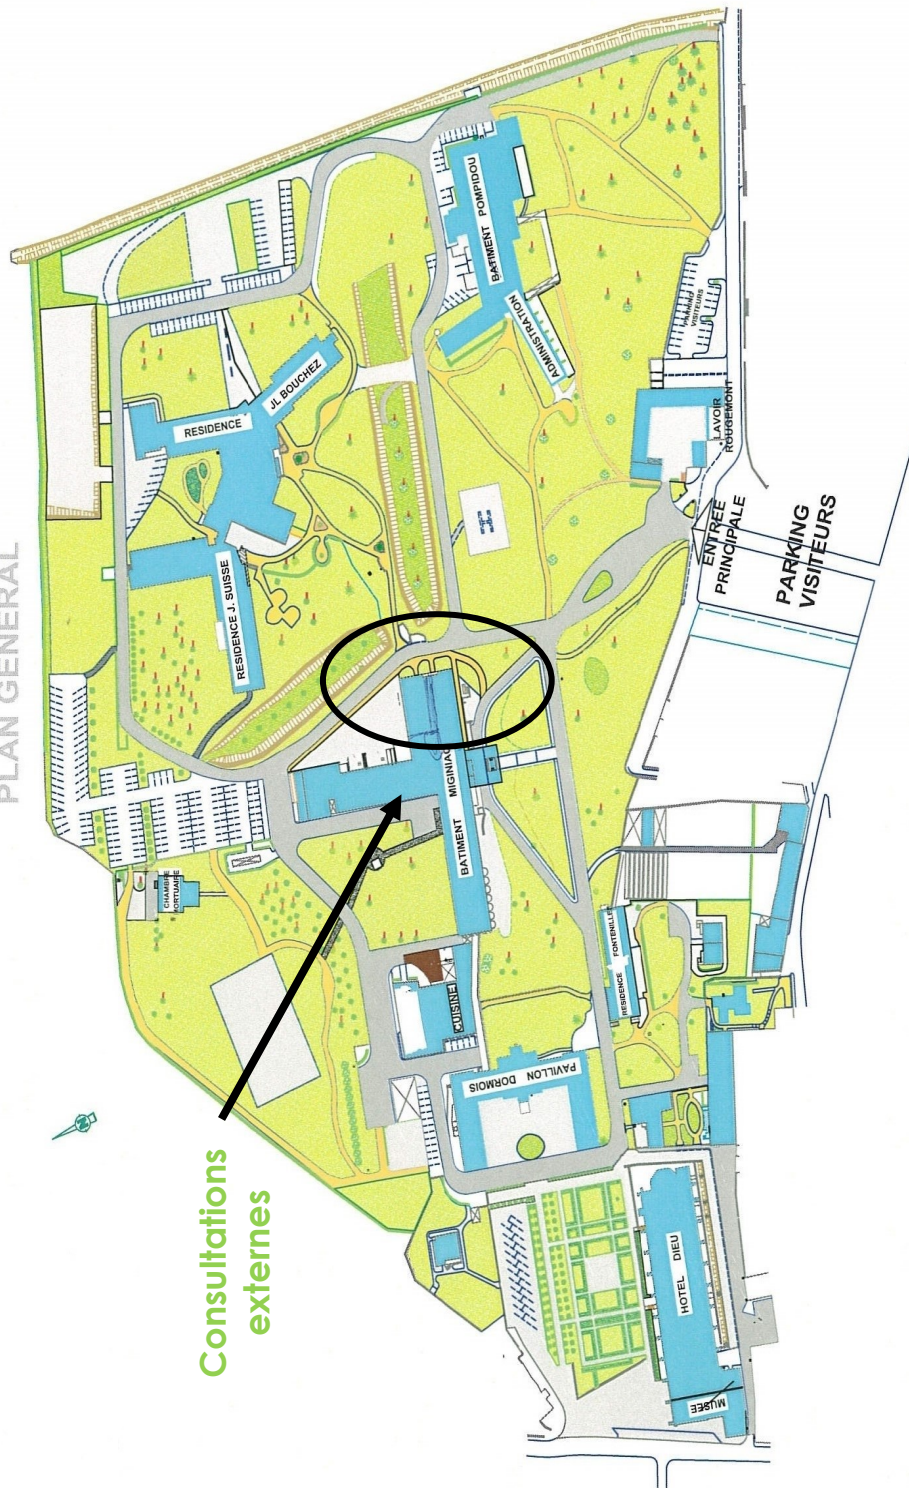 PLAN GENERAL
Consultations
externes
BATIMENT POMPIDOU
ADMINISTRATION
PARKING
VISITEURS
LAVOIR
ROUGEMONT
RESIDENCE
JL BOUCHEZ
RESIDENCE J. SUISSE
ENTREE
PRINCIPALE
PARKING
VISITEURS
BATIMENT MIGINIAC
CHAMBRE
MORTUAIRE
CUISINE
RESIDENCE FONTENILLE
PAVILLON DORMOIS
HOTEL DIEU
MUSEE
N